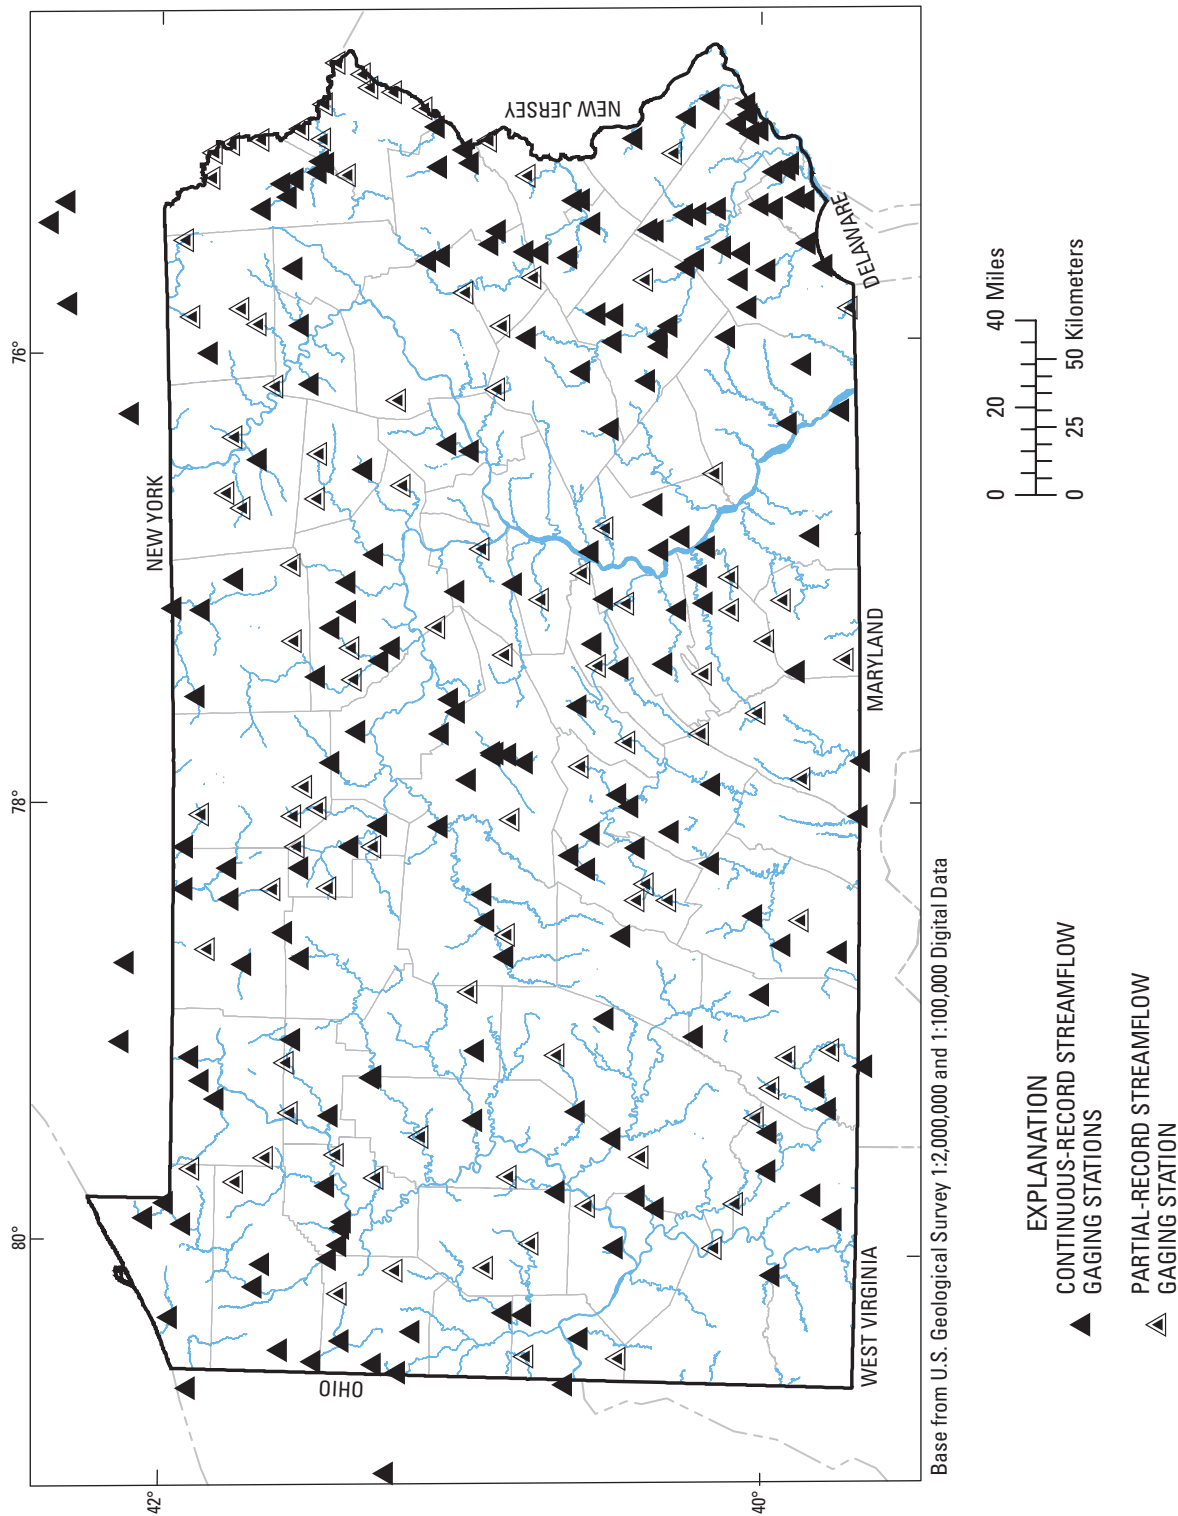 80°
78°
76°
42°
40°
NEW YORK
NEW JERSEY
OHIO
WEST VIRGINIA
MARYLAND
DELAWARE
Base from U.S. Geological Survey 1:2,000,000 and 1:100,000 Digital Data
0 20 40 Miles
0 25 50 Kilometers
EXPLANATION
CONTINUOUS-RECORD STREAMFLOW
GAGING STATIONS
PARTIAL-RECORD STREAMFLOW
GAGING STATION